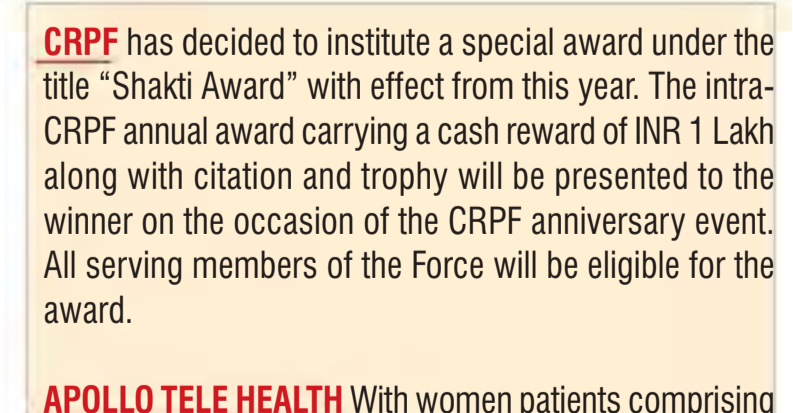 CRPF has decided to institute a special award under the
title “Shakti Award” with effect from this year. The intra-
CRPF annual award carrying a cash reward of INR 1 Lakh
along with citation and trophy will be presented to the
winner on the occasion of the CRPF anniversary event.
All serving members of the Force will be eligible for the
award.
APOLLO TELE HEALTH With women patients comprising